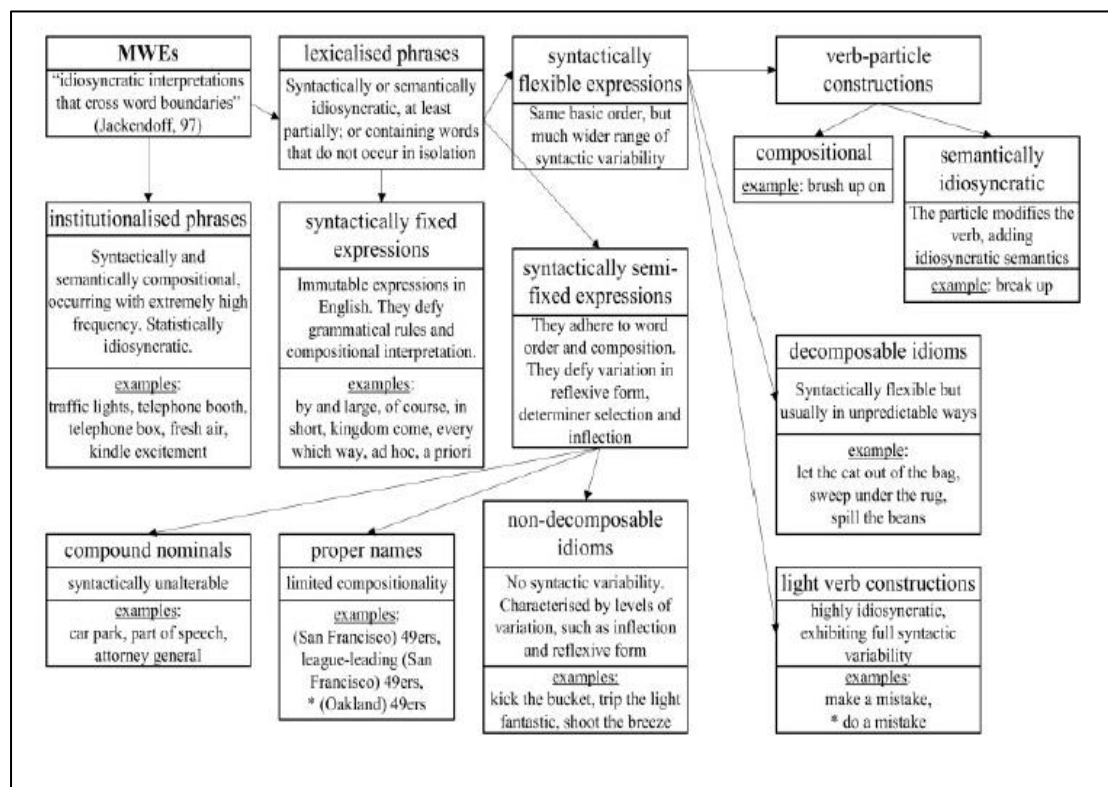 MWEs
“idiosyncratic interpretations
that cross word boundaries”
(Jackendoff, 97)
lexicalised phrases
Syntactically or semantically
idiosyncratic, at least
partially; or containing words
that do not occur in isolation
syntactically
flexible expressions
Same basic order, but
much wider range of
syntactic variability
verb-particle
constructions
compositional
example: brush up on
semantically
idiosyncratic
The particle modifies the
verb, adding
idiosyncratic semantics
example: break up
institutionalised phrases
Syntactically and
semantically compositional,
occurring with extremely high
frequency. Statistically
idiosyncratic.
examples:
traffic lights, telephone booth,
telephone box, fresh air,
kindle excitement
syntactically fixed
expressions
Immutable expressions in
English. They defy
grammatical rules and
compositional interpretation.
examples:
by and large, of course, in
short, kingdom come, every
which way, ad hoc, a priori
syntactically semi-
fixed expressions
They adhere to word
order and composition.
They defy variation in
reflexive form,
determiner selection and
inflection
decomposable idioms
Syntactically flexible but
usually in unpredictable ways
example:
let the cat out of the bag,
sweep under the rug,
spill the beans
compound nominals
syntactically unalterable
examples:
car park, part of speech,
attorney general
proper names
limited compositionality
examples:
(San Francisco) 49ers,
league-leading (San
Francisco) 49ers,
* (Oakland) 49ers
non-decomposable
idioms
No syntactic variability.
Characterised by levels of
variation, such as inflection
and reflexive form
examples:
kick the bucket, trip the light
fantastic, shoot the breeze
light verb constructions
highly idiosyncratic,
exhibiting full syntactic
variability
examples:
make a mistake,
* do a mistake